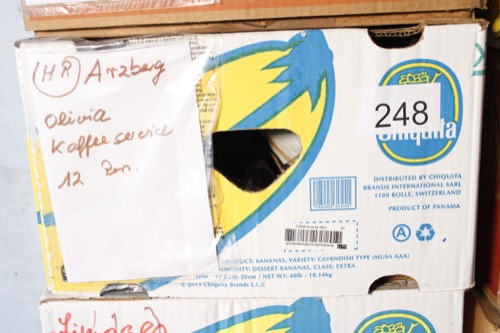 (HR) Arzberg
Olivia
Kaffeeservice
12 Pers.
248
Chiquita
DISTRIBUTED BY CHIQUITA
BRANDS INTERNATIONAL SARL
1180 ROLLE, SWITZERLAND
PRODUCT OF PANAMA
A
PRODUCT: BANANAS, VARIETY: CAVENDISH TYPE (MUSA AAA)
COMMODITY: DESSERT BANANAS, CLASS: EXTRA
20cm / NET WT: 40lb - 18.14kg
© 2015 Chiquita Brands L.L.C
Lindner